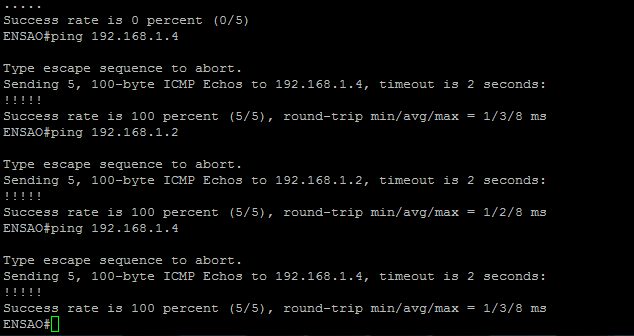 .....
Success rate is 0 percent (0/5)
ENSAO#ping 192.168.1.4

Type escape sequence to abort.
Sending 5, 100-byte ICMP Echos to 192.168.1.4, timeout is 2 seconds:
!!!!!
Success rate is 100 percent (5/5), round-trip min/avg/max = 1/3/8 ms
ENSAO#ping 192.168.1.2

Type escape sequence to abort.
Sending 5, 100-byte ICMP Echos to 192.168.1.2, timeout is 2 seconds:
!!!!!
Success rate is 100 percent (5/5), round-trip min/avg/max = 1/2/8 ms
ENSAO#ping 192.168.1.4

Type escape sequence to abort.
Sending 5, 100-byte ICMP Echos to 192.168.1.4, timeout is 2 seconds:
!!!!!
Success rate is 100 percent (5/5), round-trip min/avg/max = 1/3/8 ms
ENSAO#